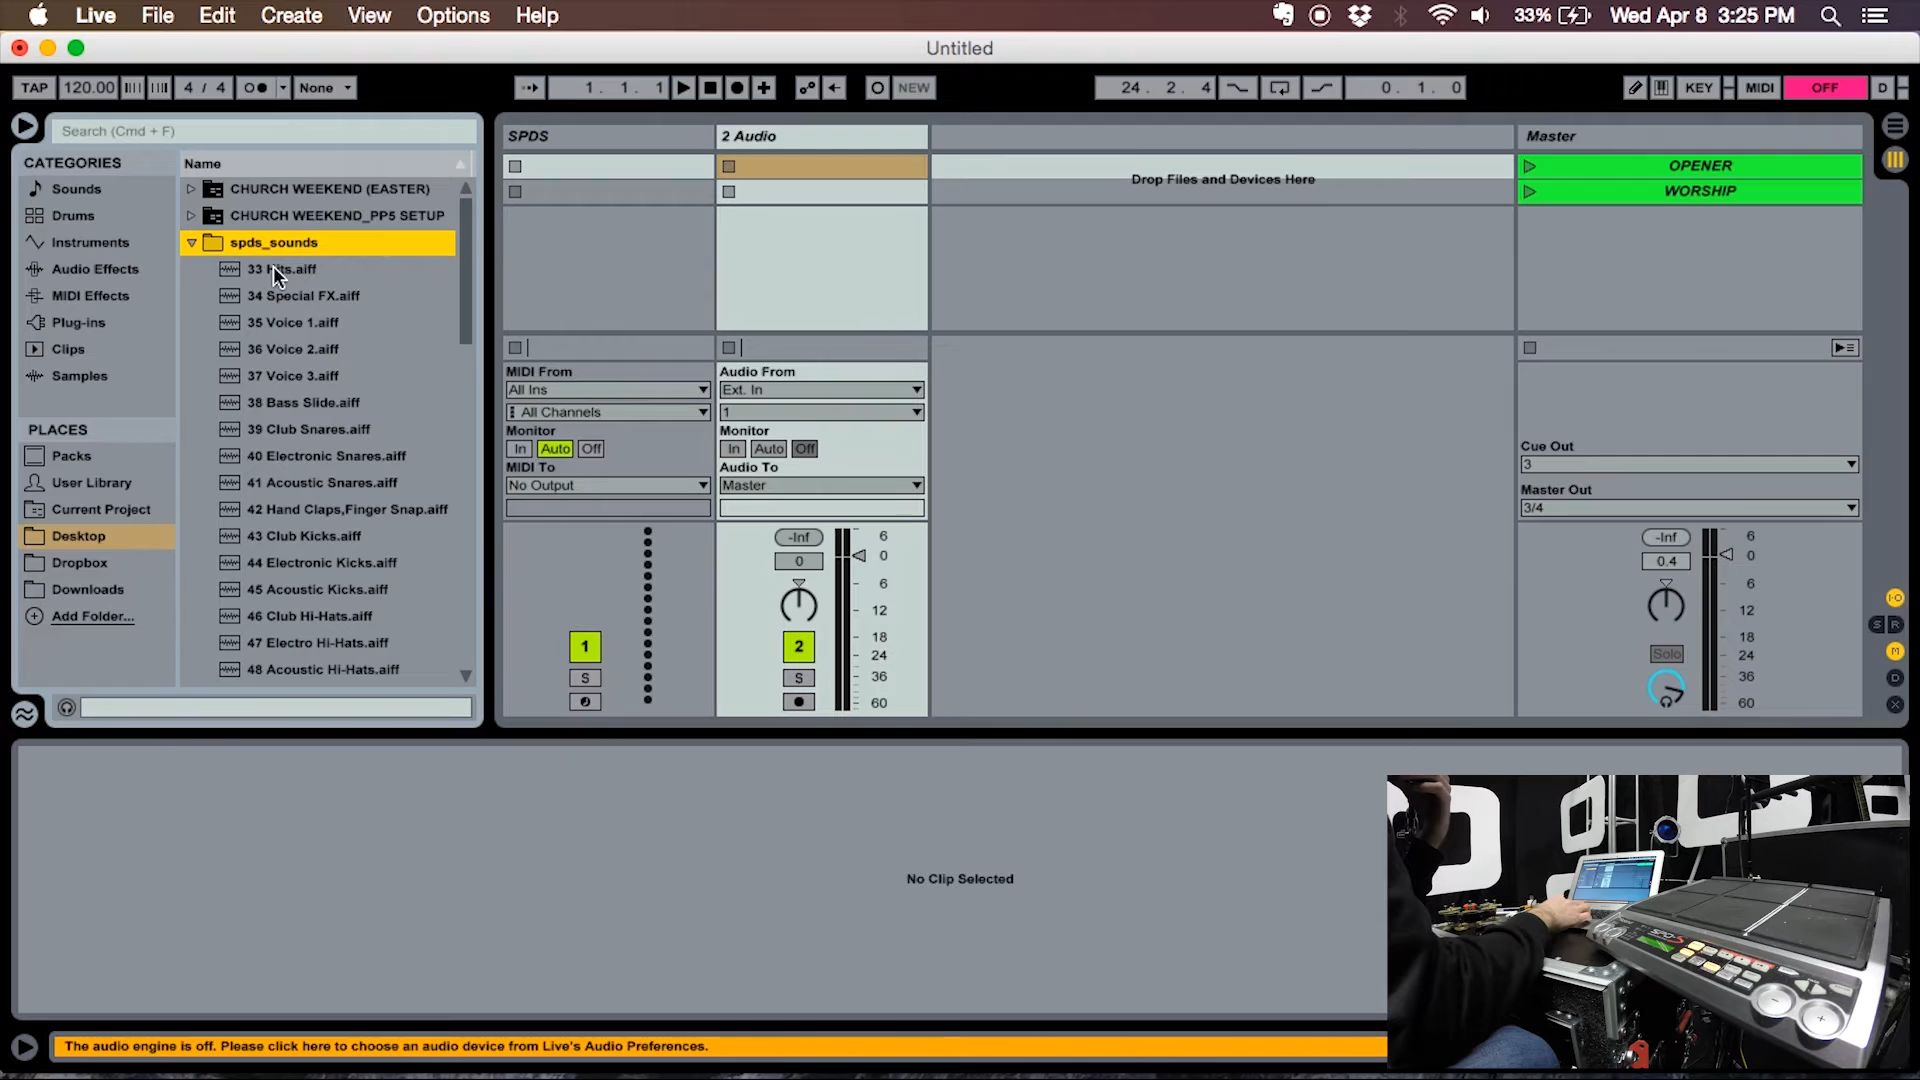 Live File Edit Create View Options Help 33% Wed Apr 8 3:25 PM
Untitled
TAP 120.00 4 / 4 None 1. 1. 1 NEW 24. 2. 4 0. 1. 0 KEY MIDI OFF D
Search (Cmd + F)
CATEGORIES
Sounds
Drums
Instruments
Audio Effects
MIDI Effects
Plug-ins
Clips
Samples
PLACES
Packs
User Library
Current Project
Desktop
Dropbox
Downloads
Add Folder...
Name
CHURCH WEEKEND (EASTER)
CHURCH WEEKEND_PP5 SETUP
spds_sounds
33 Hits.aiff
34 Special FX.aiff
35 Voice 1.aiff
36 Voice 2.aiff
37 Voice 3.aiff
38 Bass Slide.aiff
39 Club Snares.aiff
40 Electronic Snares.aiff
41 Acoustic Snares.aiff
42 Hand Claps,Finger Snap.aiff
43 Club Kicks.aiff
44 Electronic Kicks.aiff
45 Acoustic Kicks.aiff
46 Club Hi-Hats.aiff
47 Electro Hi-Hats.aiff
48 Acoustic Hi-Hats.aiff
SPDS
MIDI From
All Ins
All Channels
Monitor
In Auto Off
MIDI To
No Output
1
S
2 Audio
Audio From
Ext. In
1
Monitor
In Auto Off
Audio To
Master
-Inf
0
2
S
6
0
6
12
18
24
36
60
Drop Files and Devices Here
Master
OPENER
WORSHIP
Cue Out
3
Master Out
3/4
-Inf
0.4
Solo
6
0
6
12
18
24
36
60
I-O
S R
M
D
X
No Clip Selected
The audio engine is off. Please click here to choose an audio device from Live's Audio Preferences.